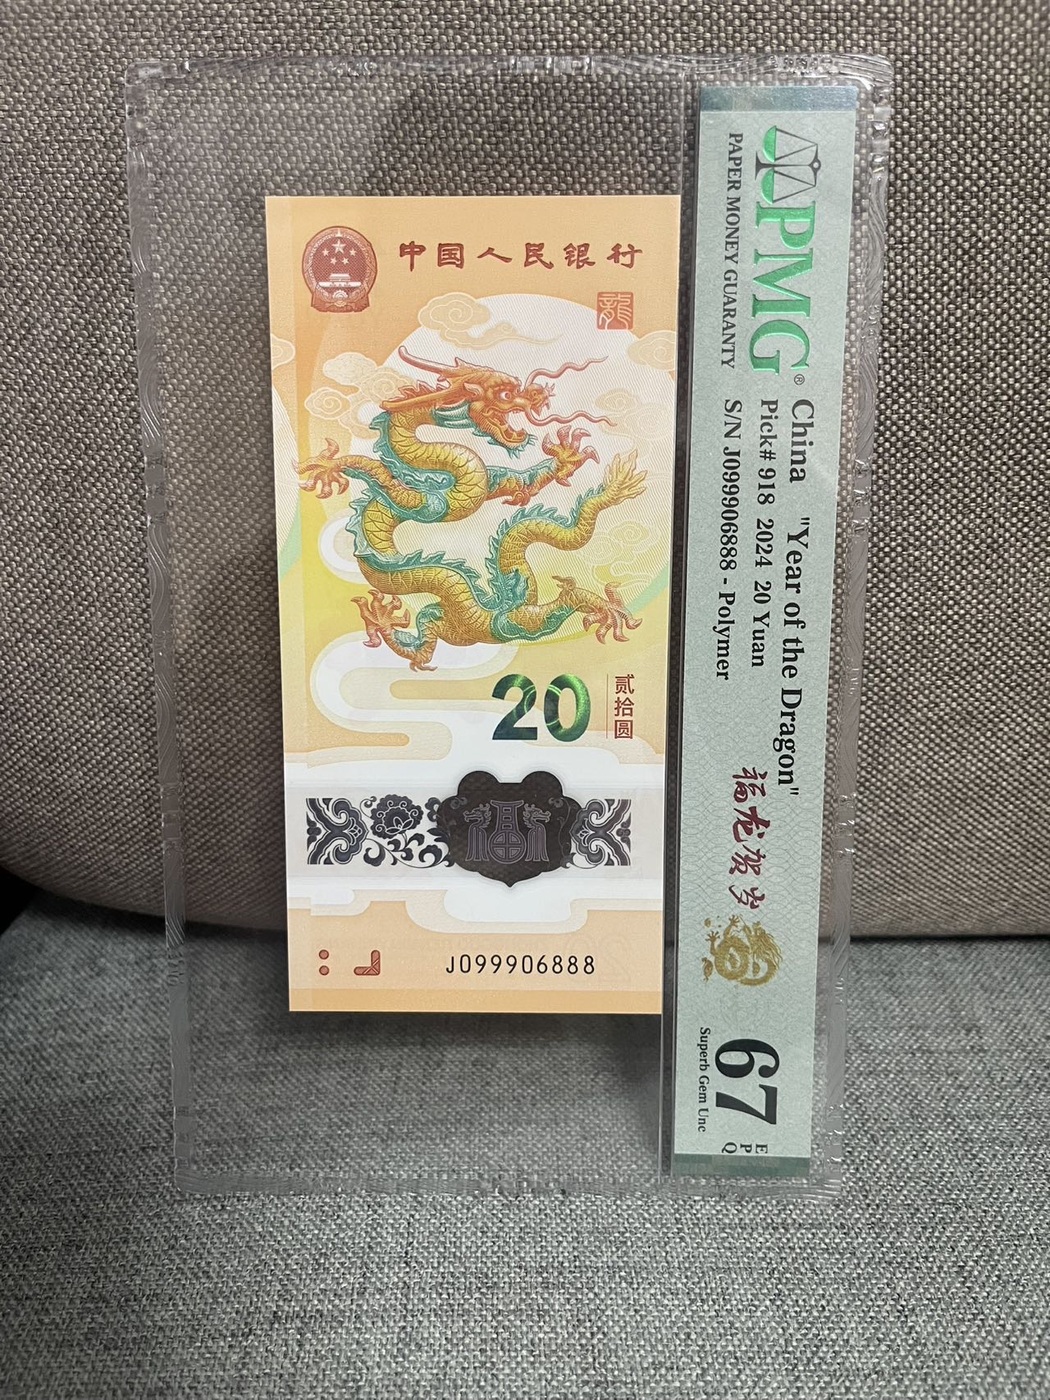 中国人民银行
龍
20
贰拾圆
福
J099906888
PMG®
PAPER MONEY GUARANTY
China "Year of the Dragon"
Pick# 918 2024 20 Yuan
S/N J099906888 - Polymer
福龙贺岁
67
EPQ
Superb Gem Unc